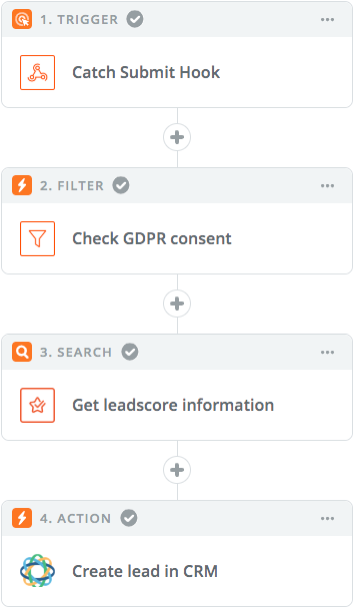 1. TRIGGER
Catch Submit Hook
2. FILTER
Check GDPR consent
3. SEARCH
Get leadscore information
4. ACTION
Create lead in CRM